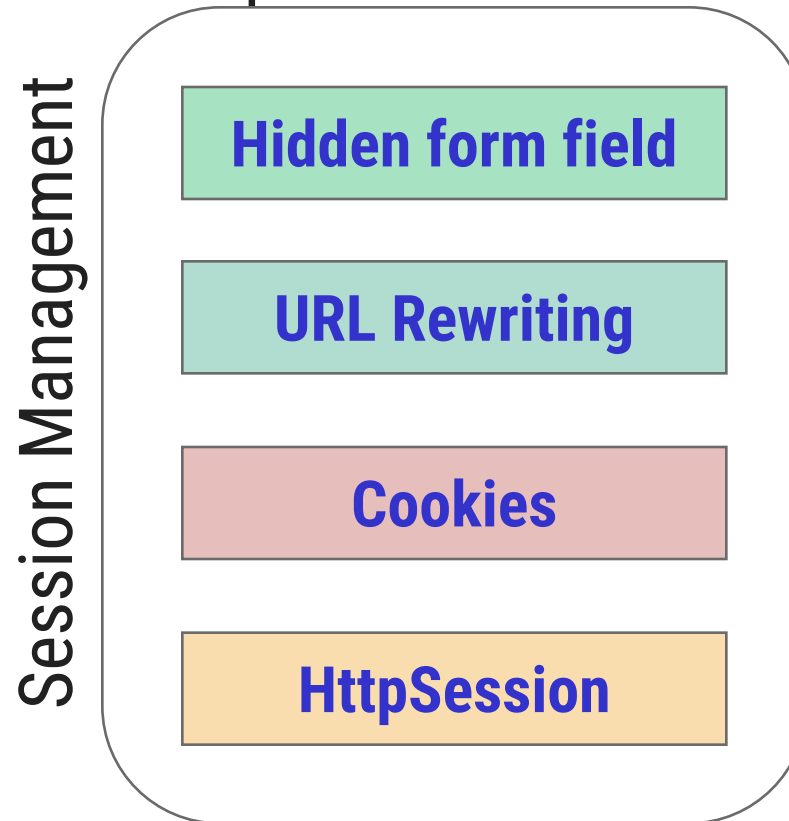 Session Management
Hidden form field
URL Rewriting
Cookies
HttpSession